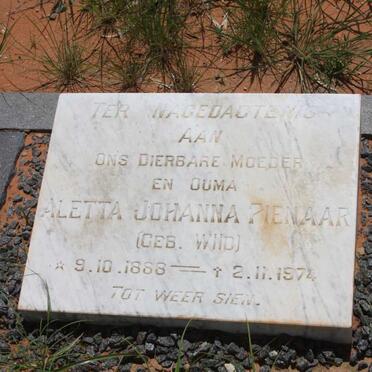 TER NAGEDAGTENIS
AAN
ONS DIERBARE MOEDER
EN OUMA
ALETTA JOHANNA PIENAAR
(GEB. WIID)
* 9.10.1888 — † 2.11.1974
TOT WEER SIEN.